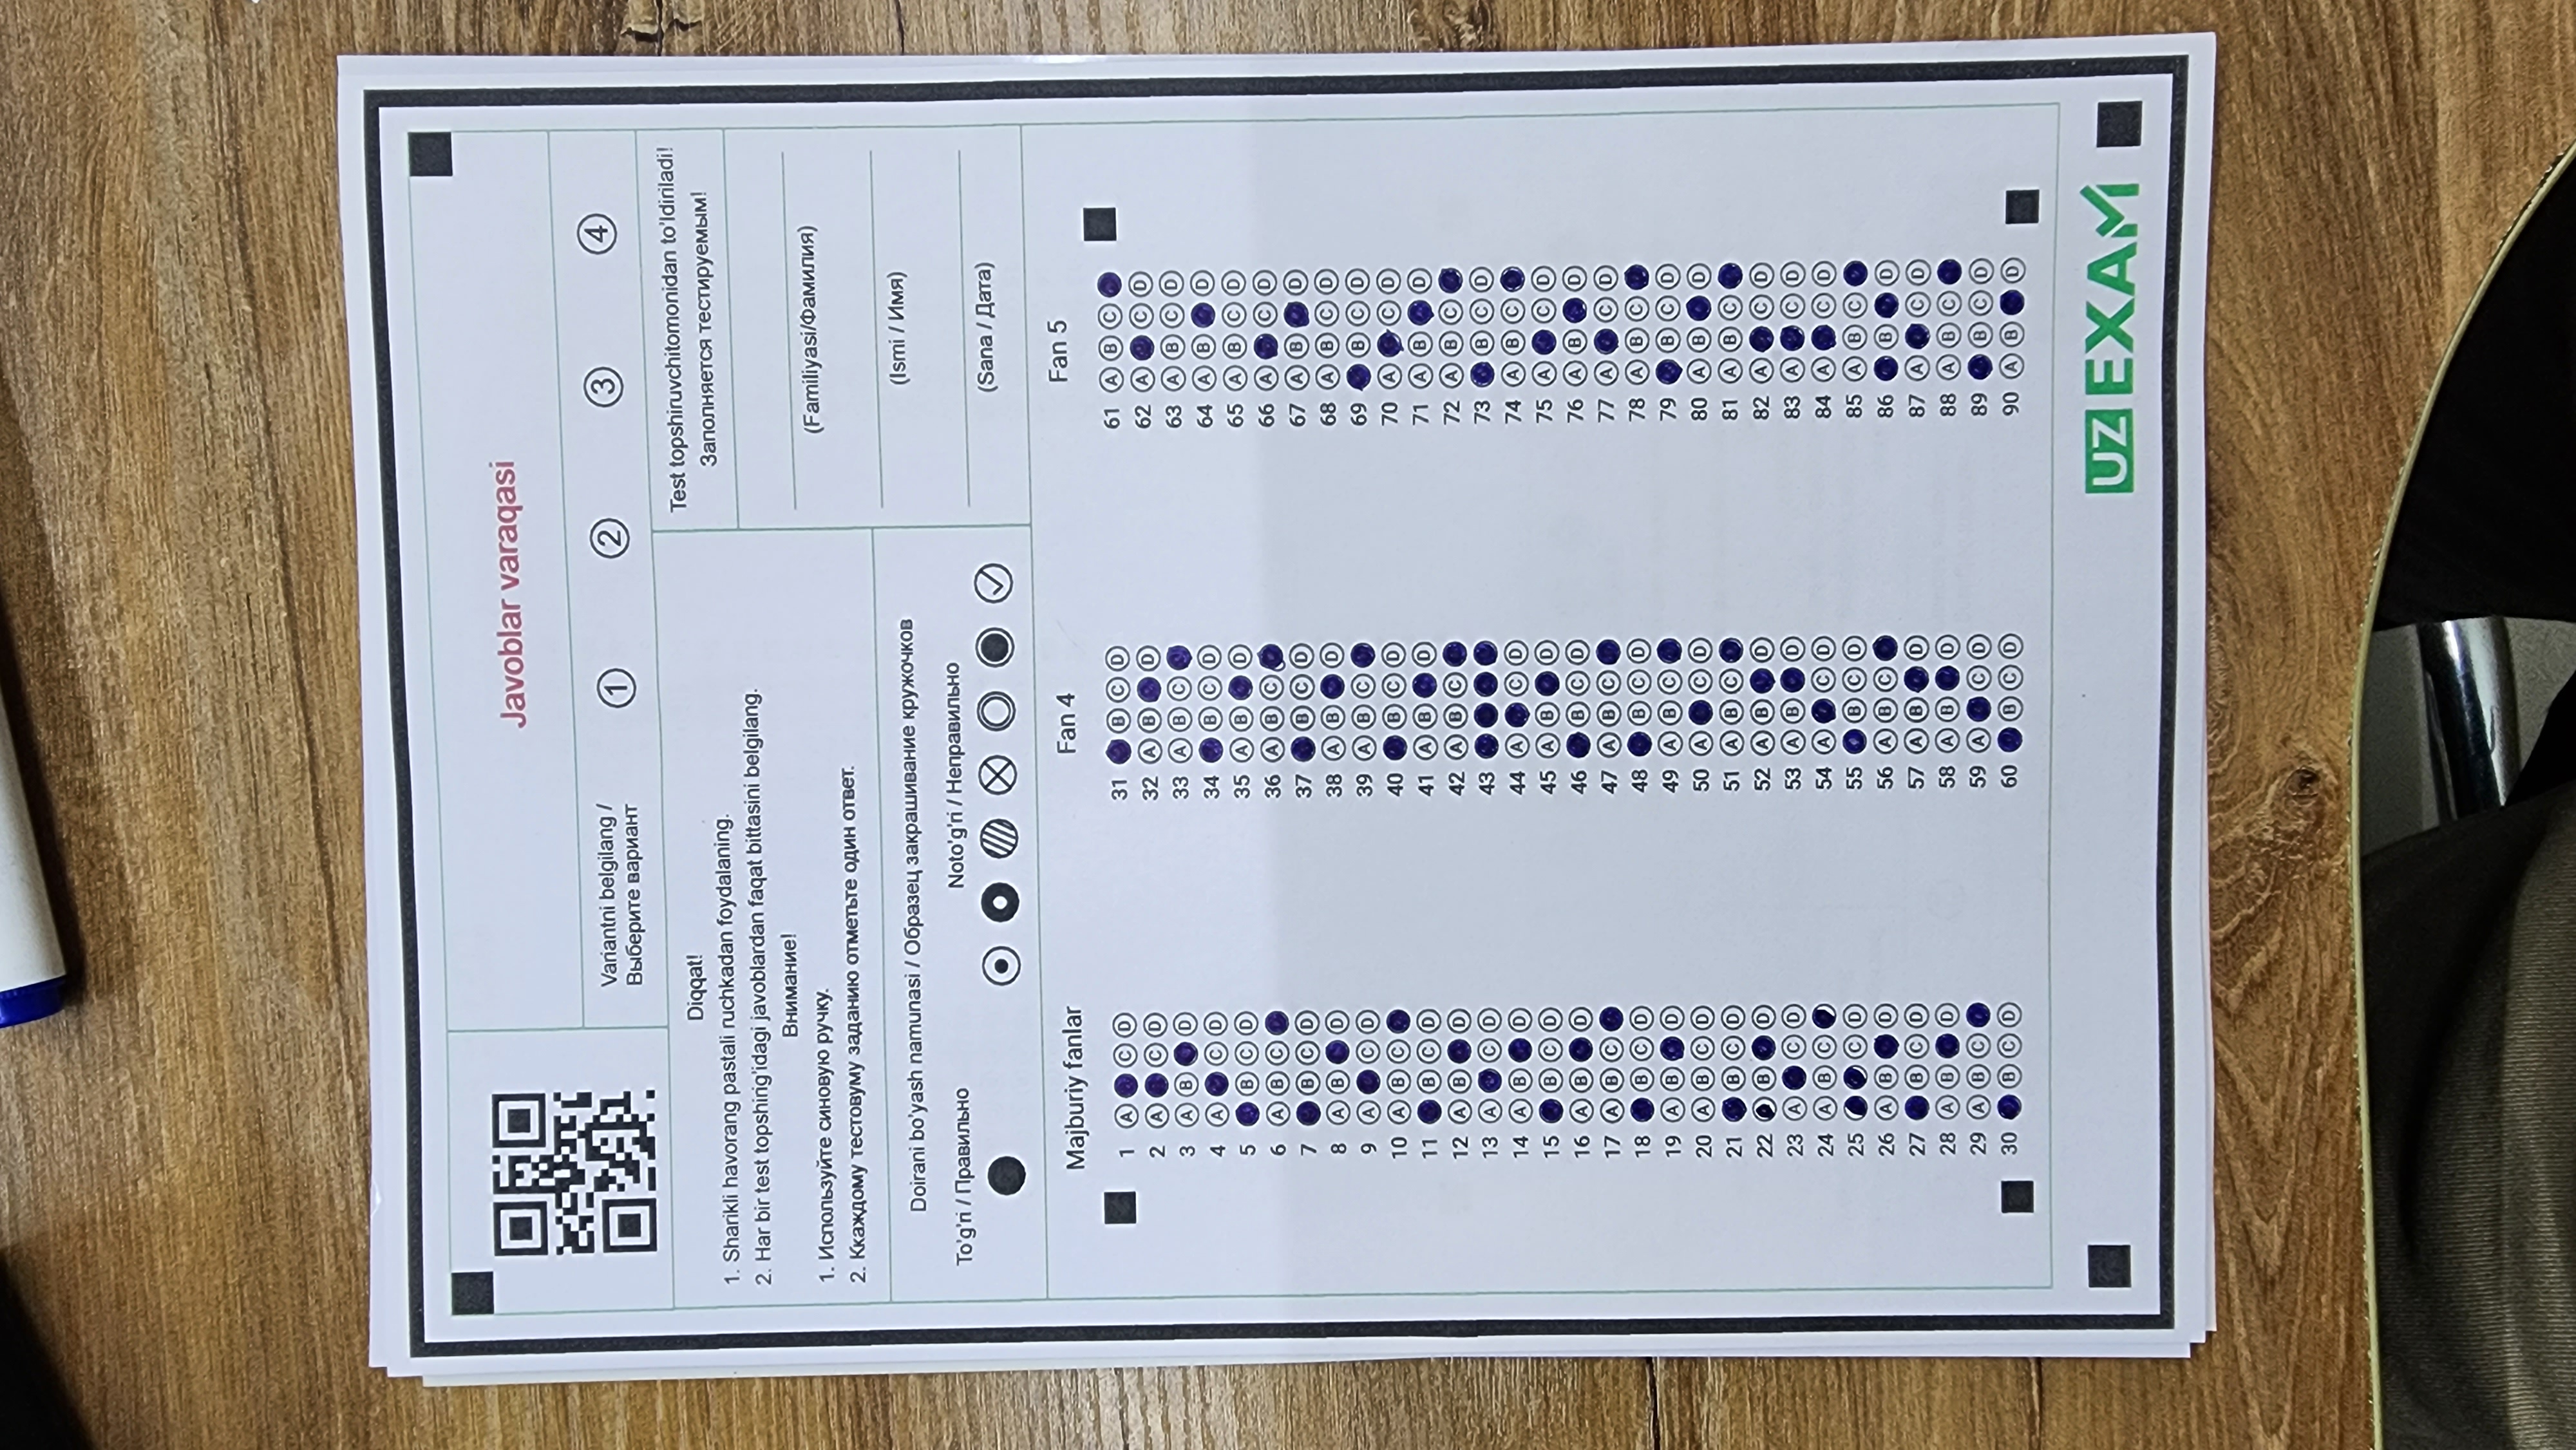 Javoblar varaqasi
Variantni belgilang /
Выберите вариант
1 2 3 4
Diqqat!
1. Sharikli havorang pastali ruchkadan foydalaning.
2. Har bir test topshirig'idagi javoblardan faqat bittasini belgilang.
Внимание!
1. Используйте синовую ручку.
2. Ккаждому тестовуму заданию отметьте один ответ.
Test topshiruvchitomonidan to'ldiriladi!
Заполняется тестируемым!
(Familiyasi/Фамилия)
(Ismi / Имя)
(Sana / Дата)
Doirani bo'yash namunasi / Образец закрашивание кружочков
To'g'ri / Правильно
Noto'g'ri / Неправильно
Majburiy fanlar
1 A C D
2 A C D
3 A B D
4 A C D
5 B C D
6 A B C
7 B C D
8 A B D
9 A C D
10 A B C
11 B C D
12 A B D
13 A C D
14 A B D
15 B C D
16 A B D
17 A B C
18 B C D
19 A B D
20 A B C D
21 B C D
22 B D
23 A C D
24 A B C
25 C D
26 A B D
27 B C D
28 A B D
29 A B C
30 B C D
Fan 4
31 B C D
32 A B D
33 A B C
34 B C D
35 A B D
36 A B C
37 B C D
38 A B D
39 A B C
40 B C D
41 A B D
42 A B C
43
44 A C D
45 A B D
46 B C D
47 A B C
48 B C D
49 A B C
50 A C D
51 A B C
52 A B D
53 A B D
54 A C D
55 B C D
56 A B C
57 A B D
58 A B D
59 A C D
60 B C D
Fan 5
61 A B C
62 A C D
63 A B C D
64 A B D
65 A B C D
66 A C D
67 A B D
68 A B C D
69 B C D
70 A C D
71 A B D
72 A B C
73 B C D
74 A B C
75 A C D
76 A B D
77 A C D
78 A B C
79 B C D
80 A B D
81 A B C
82 A C D
83 A C D
84 A C D
85 A B C
86 B D
87 A C D
88 A B C
89 B C D
90 A B D
UZ EXAM